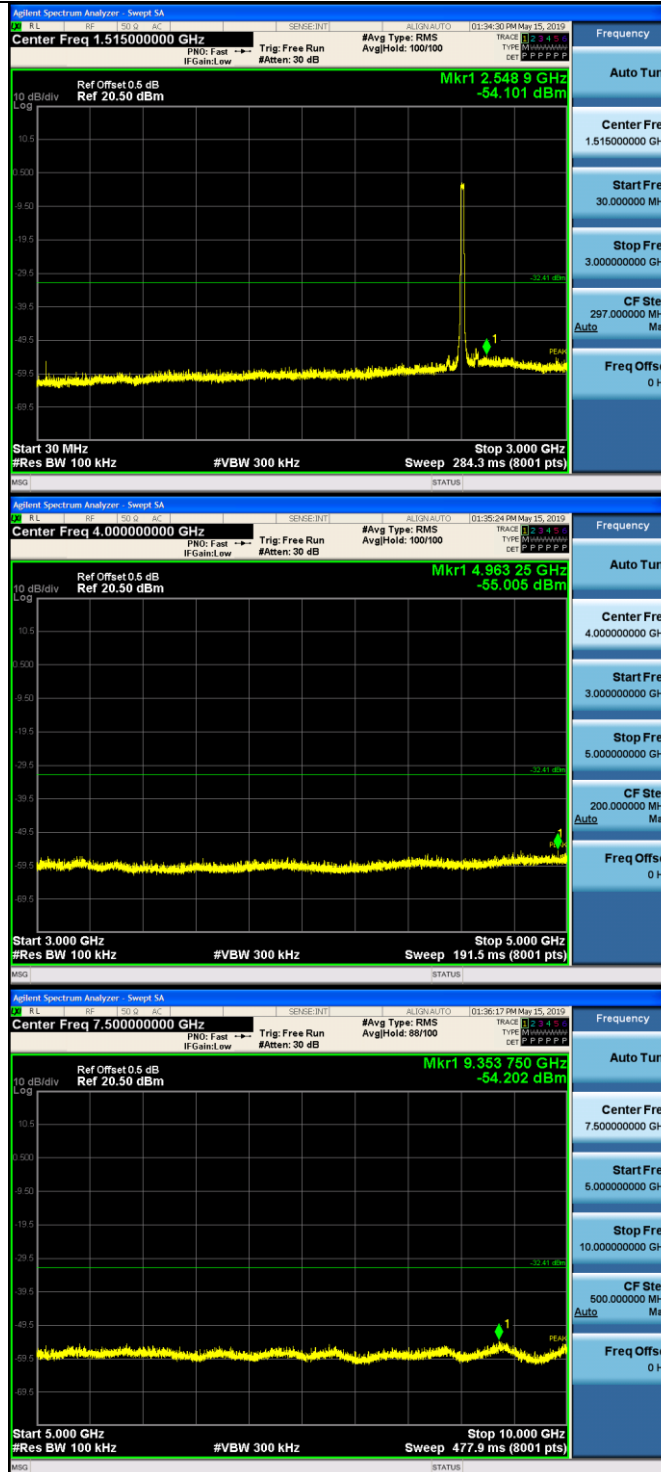 Agilent Spectrum Analyzer - Swept SA
RL RF 50 Ω AC SENSE:INT ALIGNAUTO 01:34:30 PM May 15, 2019
Center Freq 1.515000000 GHz
PNO: Fast
IFGain:Low
Trig: Free Run
#Atten: 30 dB
#Avg Type: RMS
Avg|Hold: 100/100
TRACE 1 2 3 4 5 6
TYPE M
DET P P P P P P
Ref Offset 0.5 dB
10 dB/div Ref 20.50 dBm
Log
Mkr1 2.548 9 GHz
-54.101 dBm
10.5
0.500
-9.50
-19.5
-29.5
-32.41 dBm
-39.5
-49.5
1
PEAK
-59.5
-69.5
Start 30 MHz Stop 3.000 GHz
#Res BW 100 kHz #VBW 300 kHz Sweep 284.3 ms (8001 pts)
MSG STATUS
Frequency
Auto Tun
Center Fre
1.515000000 GH
Start Fre
30.000000 MH
Stop Fre
3.000000000 GH
CF Ste
297.000000 MH
Auto Ma
Freq Offs
0 H
Agilent Spectrum Analyzer - Swept SA
RL RF 50 Ω AC SENSE:INT ALIGNAUTO 01:35:24 PM May 15, 2019
Center Freq 4.000000000 GHz
PNO: Fast
IFGain:Low
Trig: Free Run
#Atten: 30 dB
#Avg Type: RMS
Avg|Hold: 100/100
TRACE 1 2 3 4 5 6
TYPE M
DET P P P P P P
Ref Offset 0.5 dB
10 dB/div Ref 20.50 dBm
Log
Mkr1 4.963 25 GHz
-55.005 dBm
10.5
0.500
-9.50
-19.5
-29.5
-32.41 dBm
-39.5
-49.5
1
-59.5
-69.5
Start 3.000 GHz Stop 5.000 GHz
#Res BW 100 kHz #VBW 300 kHz Sweep 191.5 ms (8001 pts)
MSG STATUS
Frequency
Auto Tun
Center Fre
4.000000000 GH
Start Fre
3.000000000 GH
Stop Fre
5.000000000 GH
CF Ste
200.000000 MH
Auto Ma
Freq Offs
0 H
Agilent Spectrum Analyzer - Swept SA
RL RF 50 Ω AC SENSE:INT ALIGNAUTO 01:36:17 PM May 15, 2019
Center Freq 7.500000000 GHz
PNO: Fast
IFGain:Low
Trig: Free Run
#Atten: 30 dB
#Avg Type: RMS
Avg|Hold: 88/100
TRACE 1 2 3 4 5 6
TYPE M
DET P P P P P P
Ref Offset 0.5 dB
10 dB/div Ref 20.50 dBm
Log
Mkr1 9.353 750 GHz
-54.202 dBm
10.5
0.500
-9.50
-19.5
-29.5
-32.41 dBm
-39.5
-49.5
1
PEAK
-59.5
-69.5
Start 5.000 GHz Stop 10.000 GHz
#Res BW 100 kHz #VBW 300 kHz Sweep 477.9 ms (8001 pts)
MSG STATUS
Frequency
Auto Tun
Center Fre
7.500000000 GH
Start Fre
5.000000000 GH
Stop Fre
10.000000000 GH
CF Ste
500.000000 MH
Auto Ma
Freq Offs
0 H